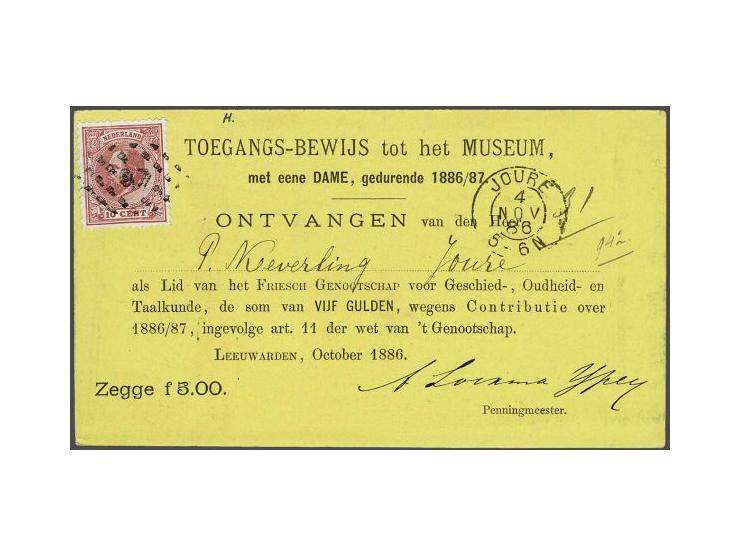 H.
NEDERLAND
10 CENT
TOEGANGS-BEWIJS tot het MUSEUM,
met eene DAME, gedurende 1886/87.
JOURE
4
NOV
86
5-6N
ONTVANGEN van den Heer
P. Neverling Joure
als Lid van het FRIESCH GENOOTSCHAP voor Geschied-, Oudheid- en
Taalkunde, de som van VIJF GULDEN, wegens Contributie over
1886/87, ingevolge art. 11 der wet van 't Genootschap.
LEEUWARDEN, October 1886.
Zegge f 5.00.
Penningmeester.